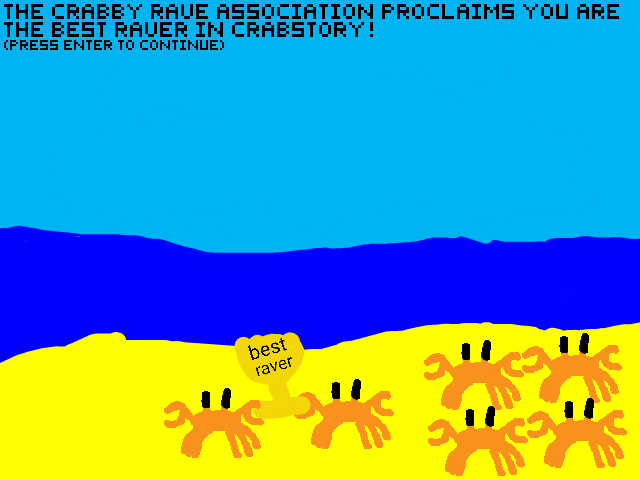 THE CRABBY RAVE ASSOCIATION PROCLAIMS YOU ARE
THE BEST RAVER IN CRABSTORY!
(PRESS ENTER TO CONTINUE)
best
raver